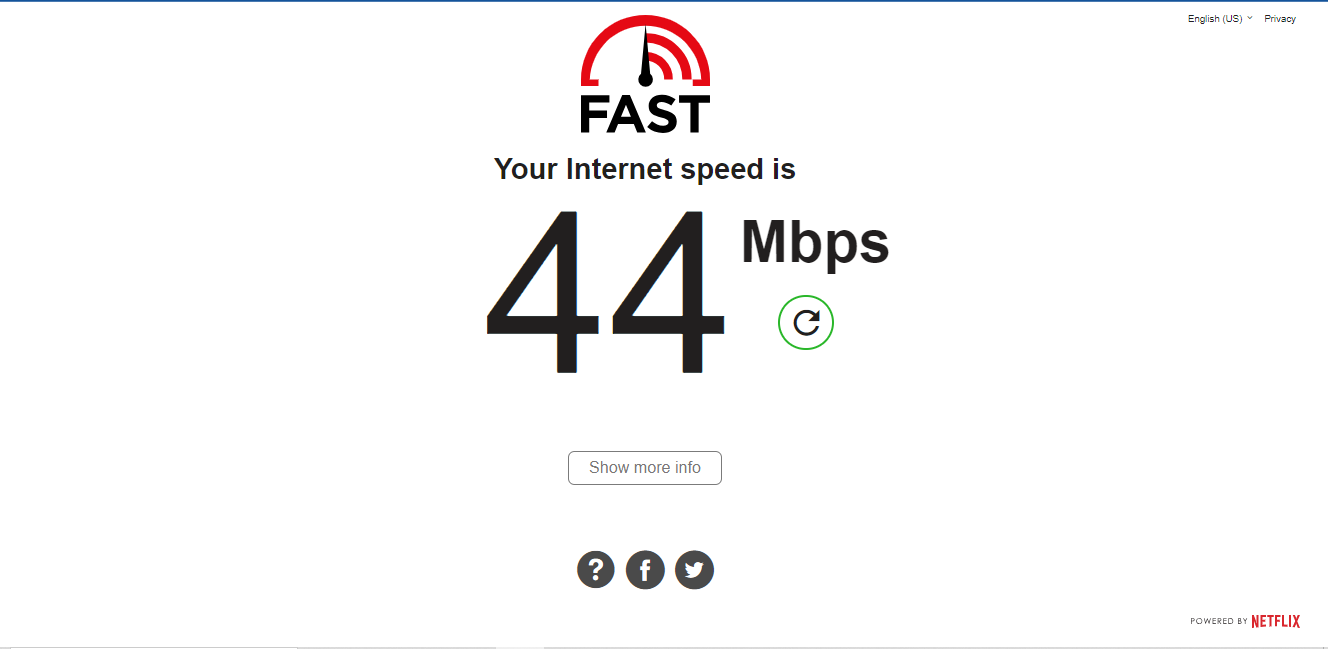 English (US) Privacy
FAST
Your Internet speed is
44 Mbps
Show more info
POWERED BY NETFLIX